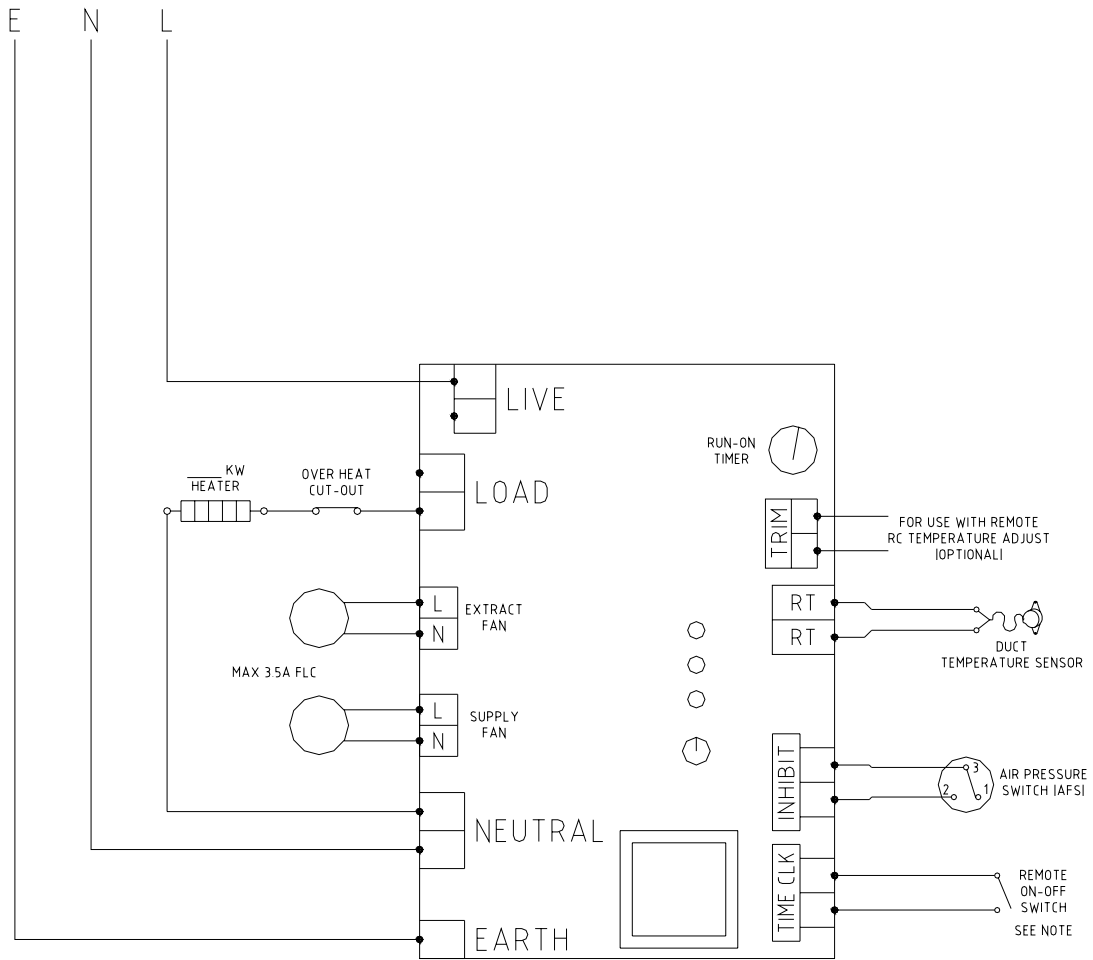 E N L
LIVE
RUN-ON
TIMER
KW
HEATER
OVER HEAT
CUT-OUT
LOAD
TRIM
FOR USE WITH REMOTE
RC TEMPERATURE ADJUST
|OPTIONAL|
L
N
EXTRACT
FAN
RT
RT
DUCT
TEMPERATURE SENSOR
MAX 3.5A FLC
L
N
SUPPLY
FAN
INHIBIT
3
2 1
AIR PRESSURE
SWITCH |AFS|
NEUTRAL
TIME CLK
REMOTE
ON-OFF
SWITCH
SEE NOTE
EARTH